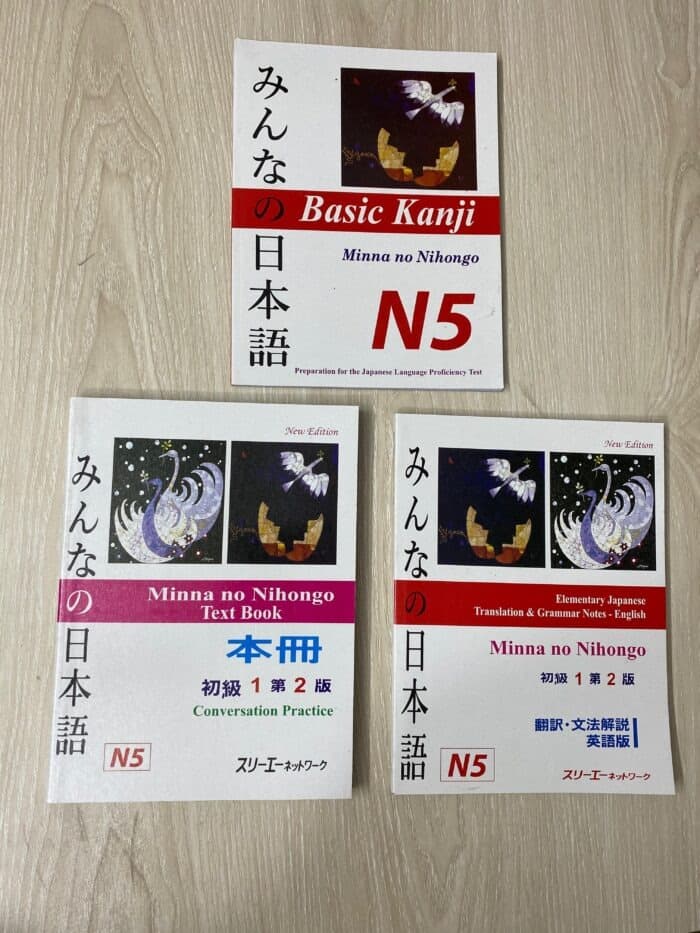 みんなの日本語
Basic Kanji
Minna no Nihongo
N5
Preparation for the Japanese Language Proficiency Test
New Edition
みんなの日本語
Minna no Nihongo
Text Book
本冊
初級 1 第 2 版
Conversation Practice
N5
スリーエーネットワーク
New Edition
みんなの日本語
Elementary Japanese
Translation & Grammar Notes - English
Minna no Nihongo
初級 1 第 2 版
翻訳・文法解説
英語版
N5
スリーエーネットワーク